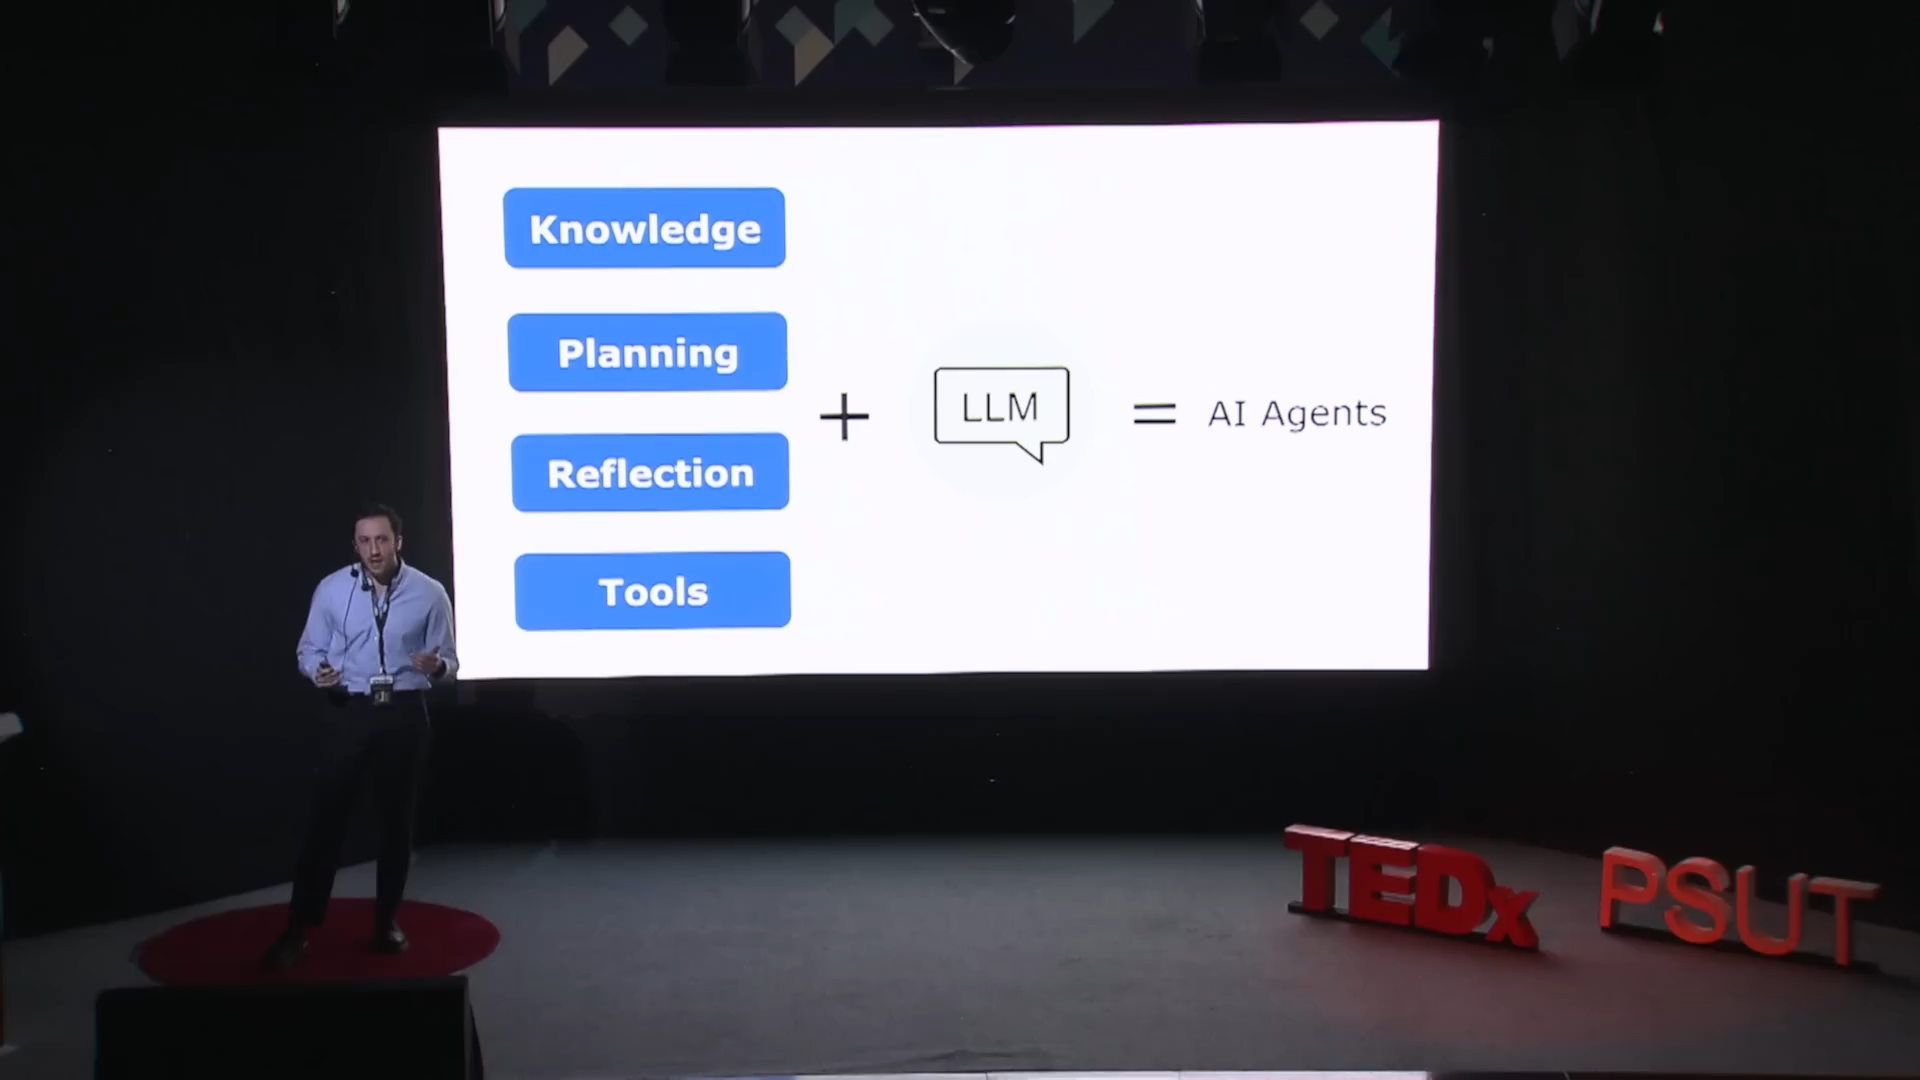 Knowledge
Planning
Reflection
Tools
+
LLM
=
AI Agents
TEDx PSUT